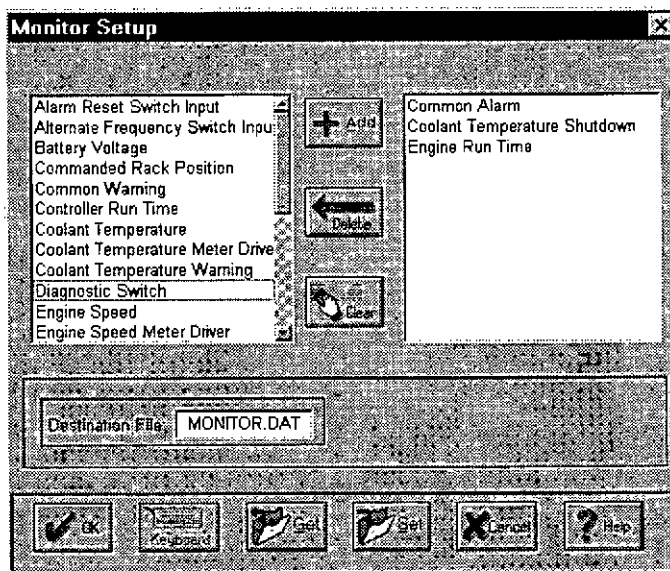 Monitor Setup
Alarm Reset Switch Input
Alternate Frequency Switch Inpu
Battery Voltage
Commanded Rack Position
Common Warning
Controller Run Time
Coolant Temperature
Coolant Temperature Meter Drive
Coolant Temperature Warning
Diagnostic Switch
Engine Speed
Engine Speed Meter Driver
Add
Delete
Clear
Common Alarm
Coolant Temperature Shutdown
Engine Run Time
Destination File: MONITOR.DAT
OK
Keyboard
Get
Set
Cancel
Help